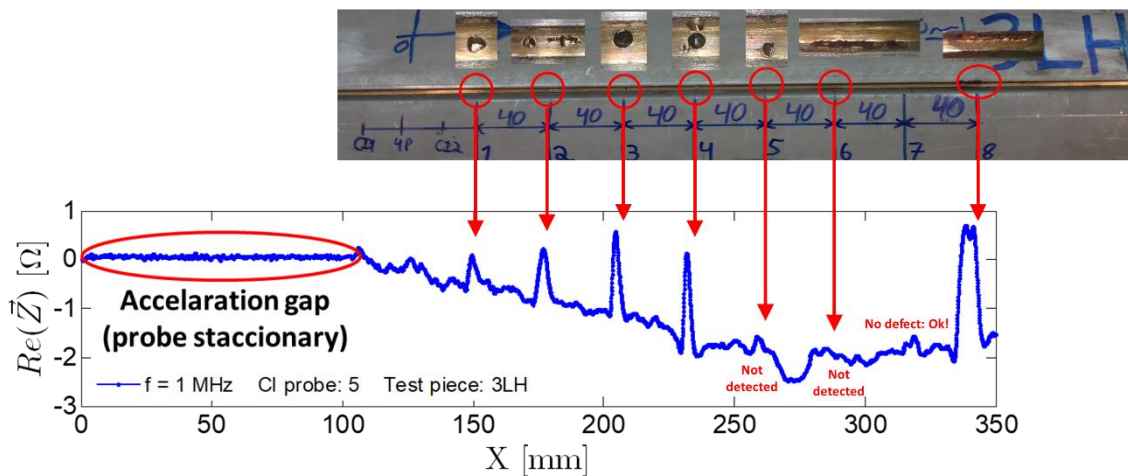 3LH
40 40 40 40 40 40 40
1 2 3 4 5 6 7 8
1
0
-1
-2
-3
Re(Z⃗) [Ω]
Accelaration gap
(probe staccionary)
No defect: Ok!
Not
detected
Not
detected
f = 1 MHz CI probe: 5 Test piece: 3LH
0 50 100 150 200 250 300 350
X [mm]